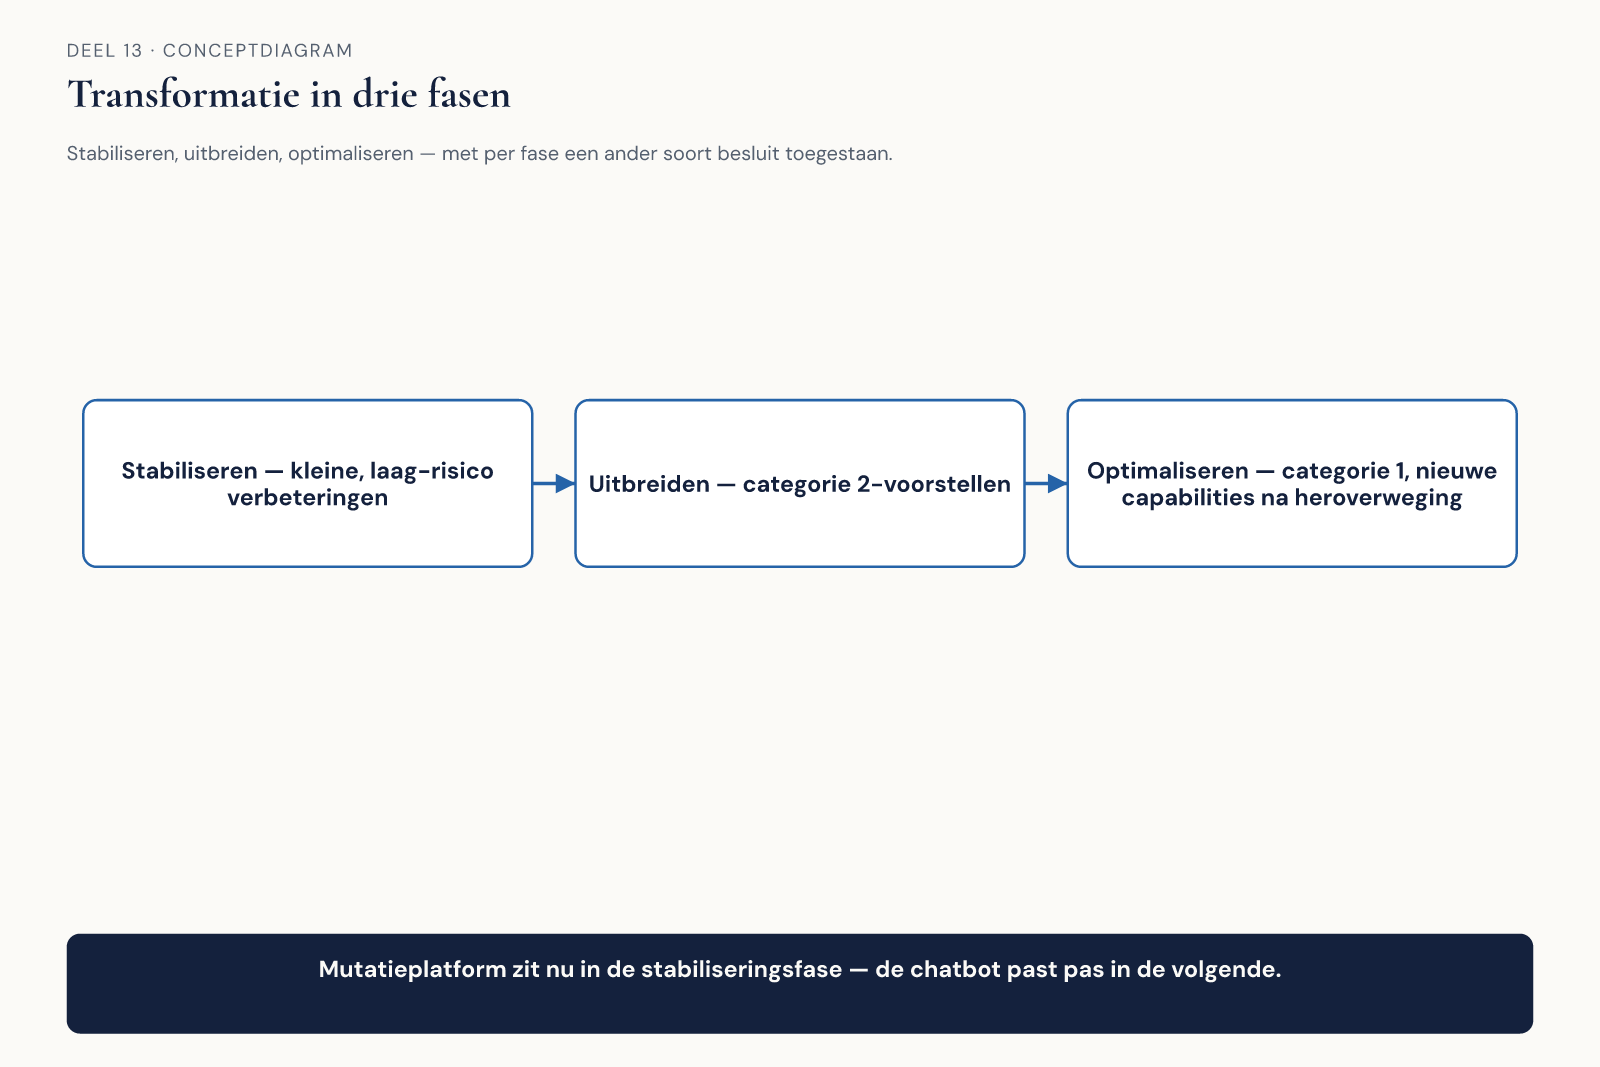 DEEL 13 · CONCEPTDIAGRAM
Transformatie in drie fasen
Stabiliseren, uitbreiden, optimaliseren — met per fase een ander soort besluit toegestaan.
Stabiliseren — kleine, laag-risico
verbeteringen
Uitbreiden — categorie 2-voorstellen
Optimaliseren — categorie 1, nieuwe
capabilities na heroverweging
Mutatieplatform zit nu in de stabiliseringsfase — de chatbot past pas in de volgende.